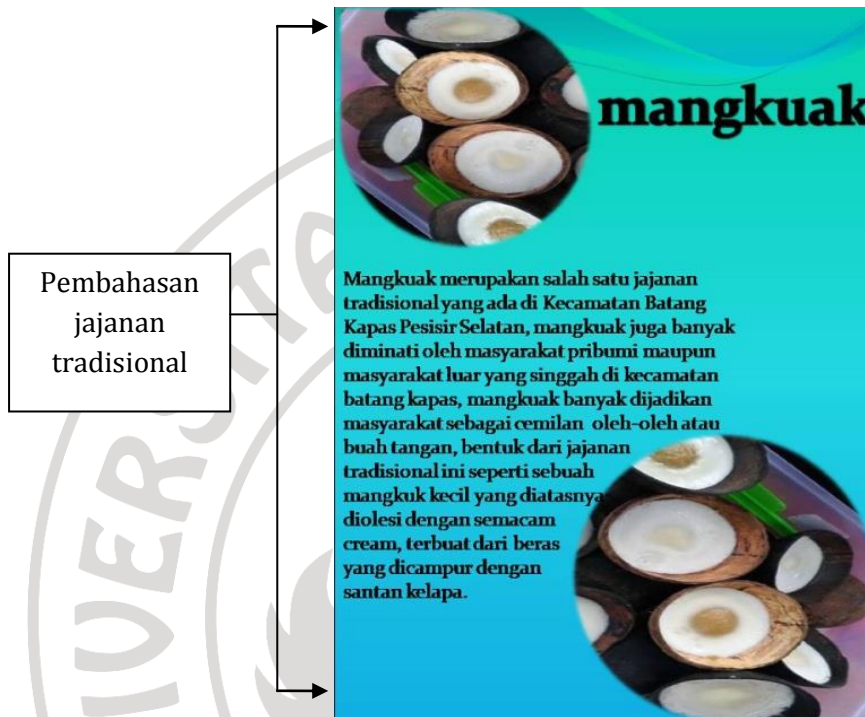 Pembahasan
jajanan
tradisional
mangkuak
Mangkuak merupakan salah satu jajanan
tradisional yang ada di Kecamatan Batang
Kapas Pesisir Selatan, mangkuak juga banyak
diminati oleh masyarakat pribumi maupun
masyarakat luar yang singgah di kecamatan
batang kapas, mangkuak banyak dijadikan
masyarakat sebagai cemilan oleh-oleh atau
buah tangan, bentuk dari jajanan
tradisional ini seperti sebuah
mangkuk kecil yang diatasnya
diolesi dengan semacam
cream, terbuat dari beras
yang dicampur dengan
santan kelapa.